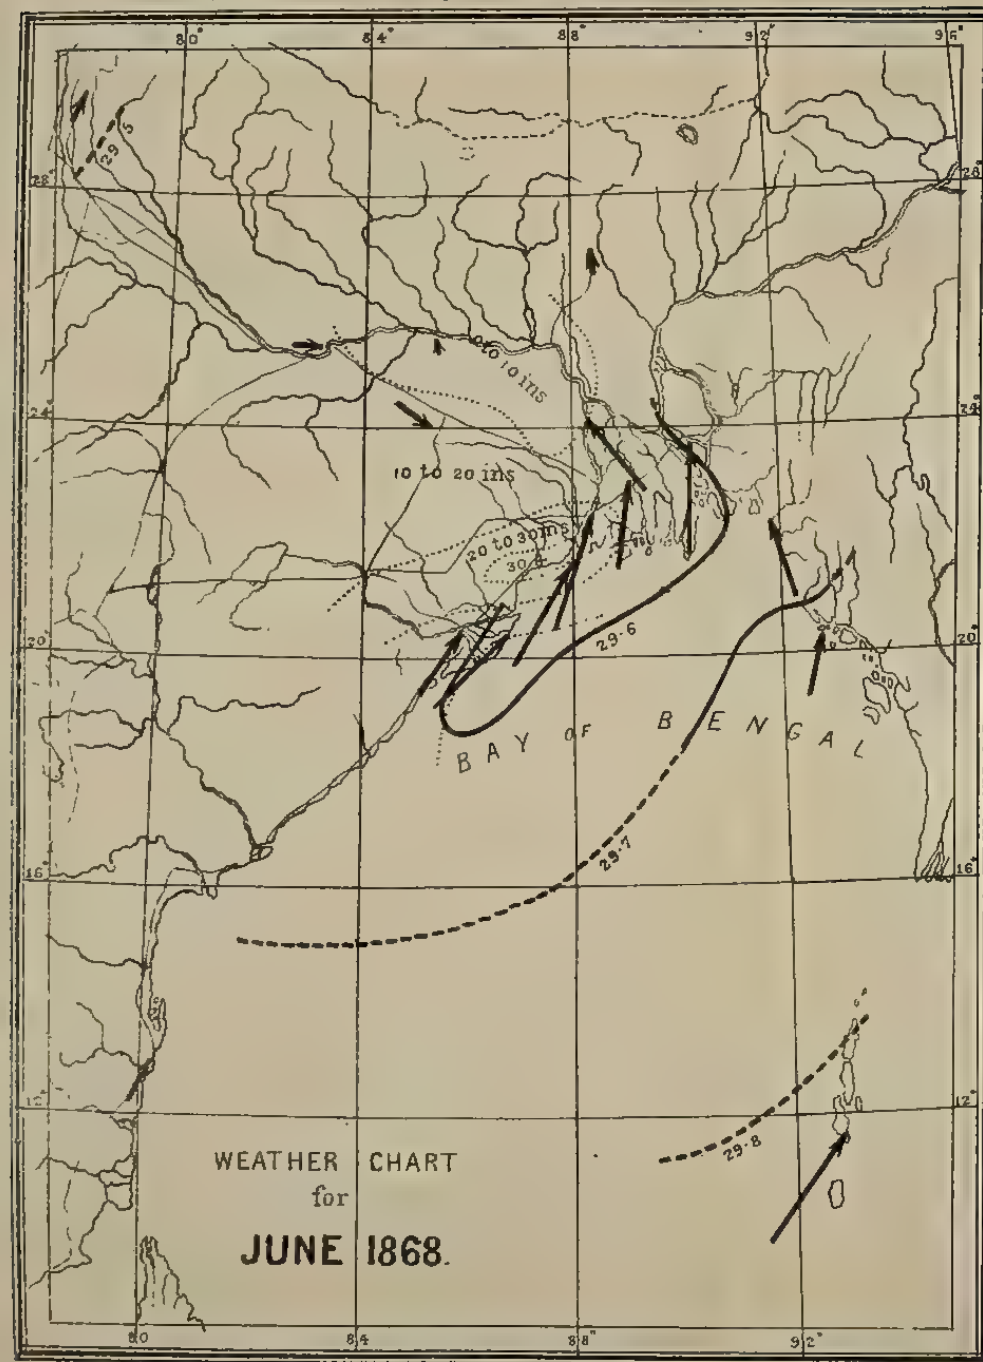 80° 84° 88° 92° 96°
29 5
28° 28°
0 to 10 ins
24° 24°
10 to 20 ins
20 to 30 ins
30
20° 20°
29·6
BAY OF BENGAL
29·7
16° 16°
12° 12°
29·8
WEATHER CHART
for
JUNE 1868.
80 84 88° 92°